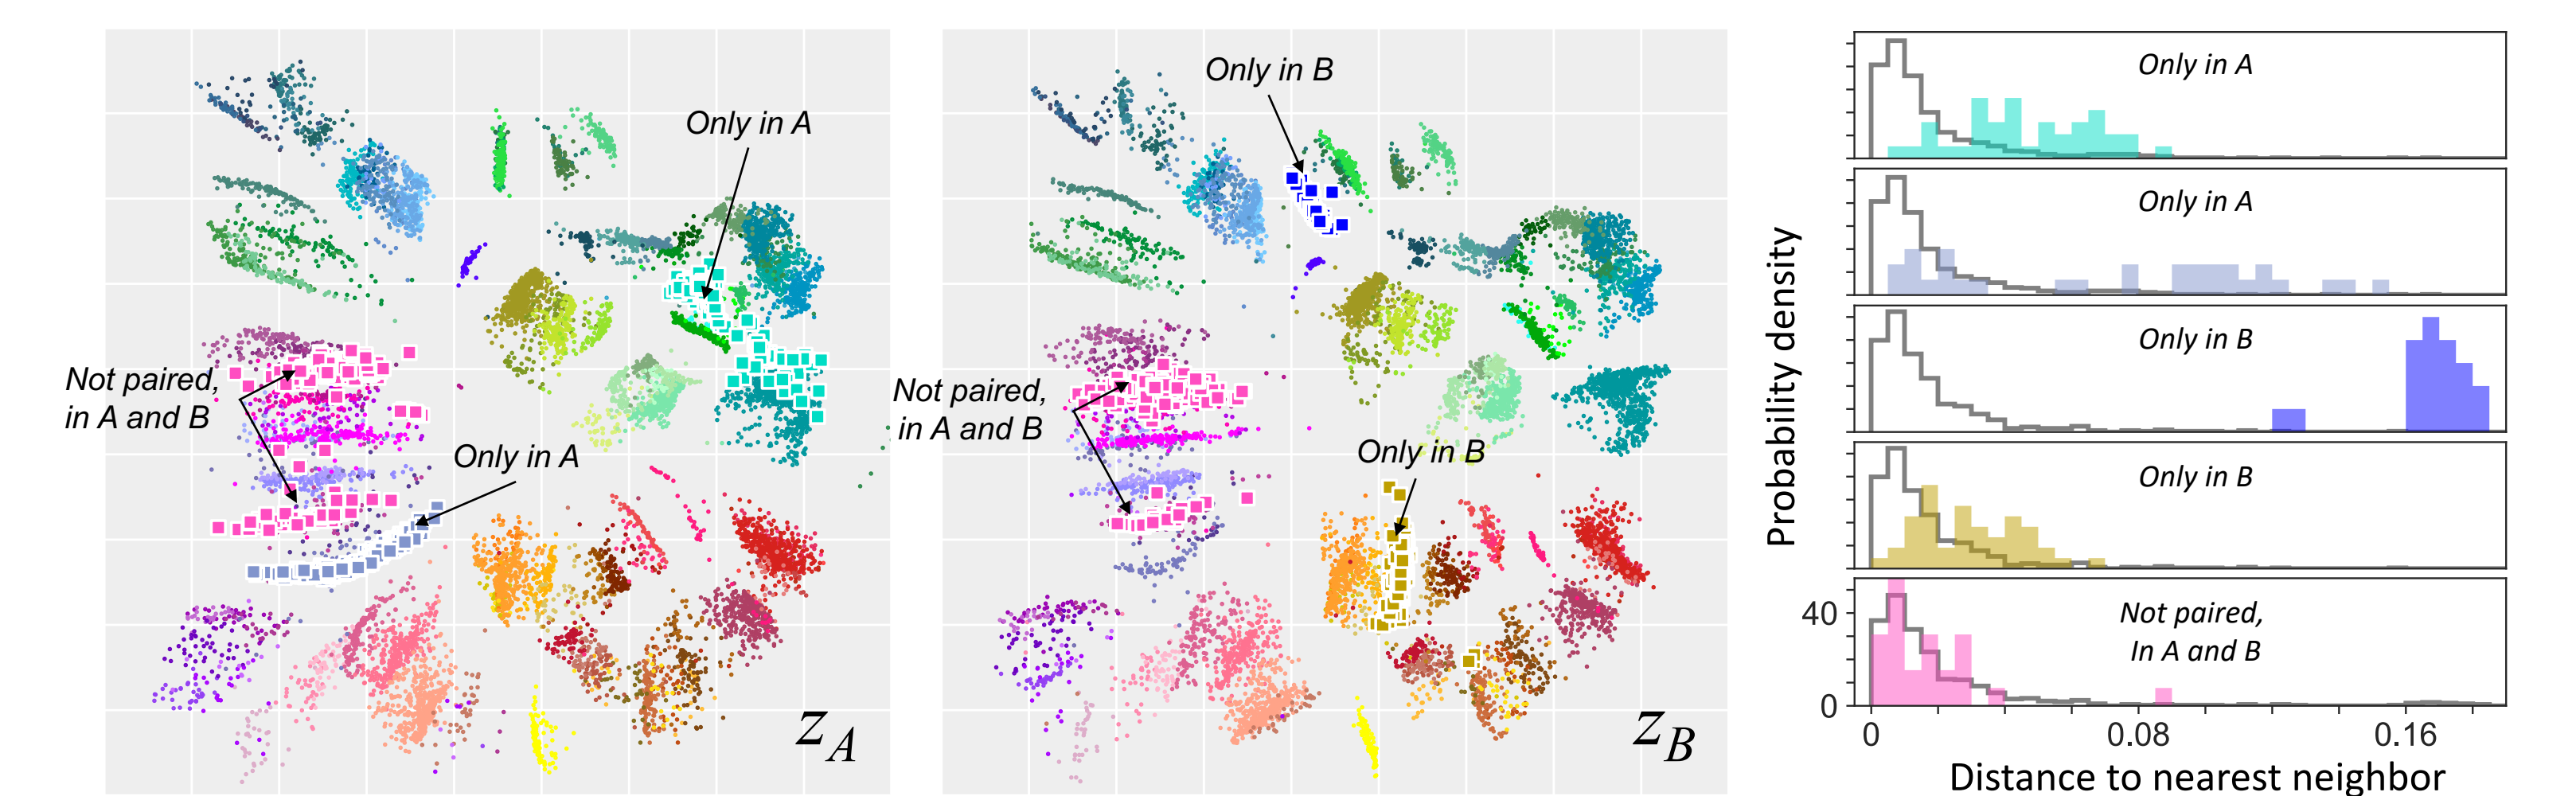 Only in A
Not paired,
in A and B
Only in A
z_A
Only in B
Not paired,
in A and B
Only in B
z_B
Probability density
Only in A
Only in A
Only in B
Only in B
Not paired,
In A and B
40
0
0 0.08 0.16
Distance to nearest neighbor